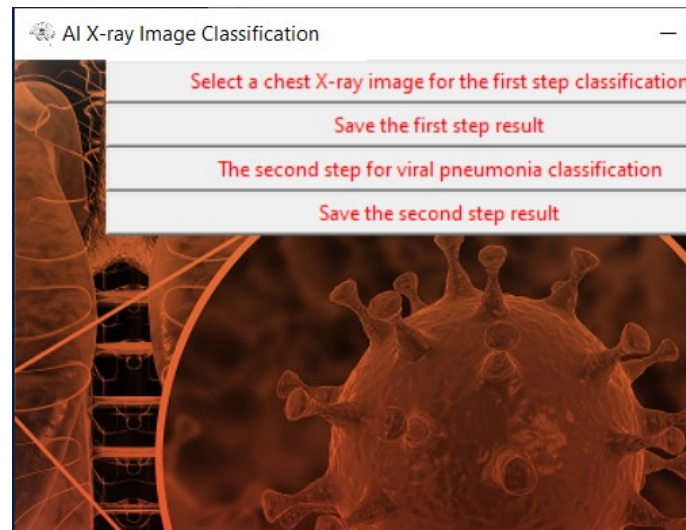 AI X-ray Image Classification
Select a chest X-ray image for the first step classification
Save the first step result
The second step for viral pneumonia classification
Save the second step result